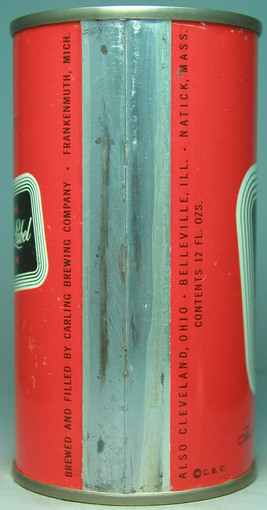 Label
BREWED AND FILLED BY CARLING BREWING COMPANY • FRANKENMUTH, MICH.
ALSO CLEVELAND, OHIO • BELLEVILLE, ILL. • NATICK, MASS.
CONTENTS 12 FL. OZS.
© C. B. C.